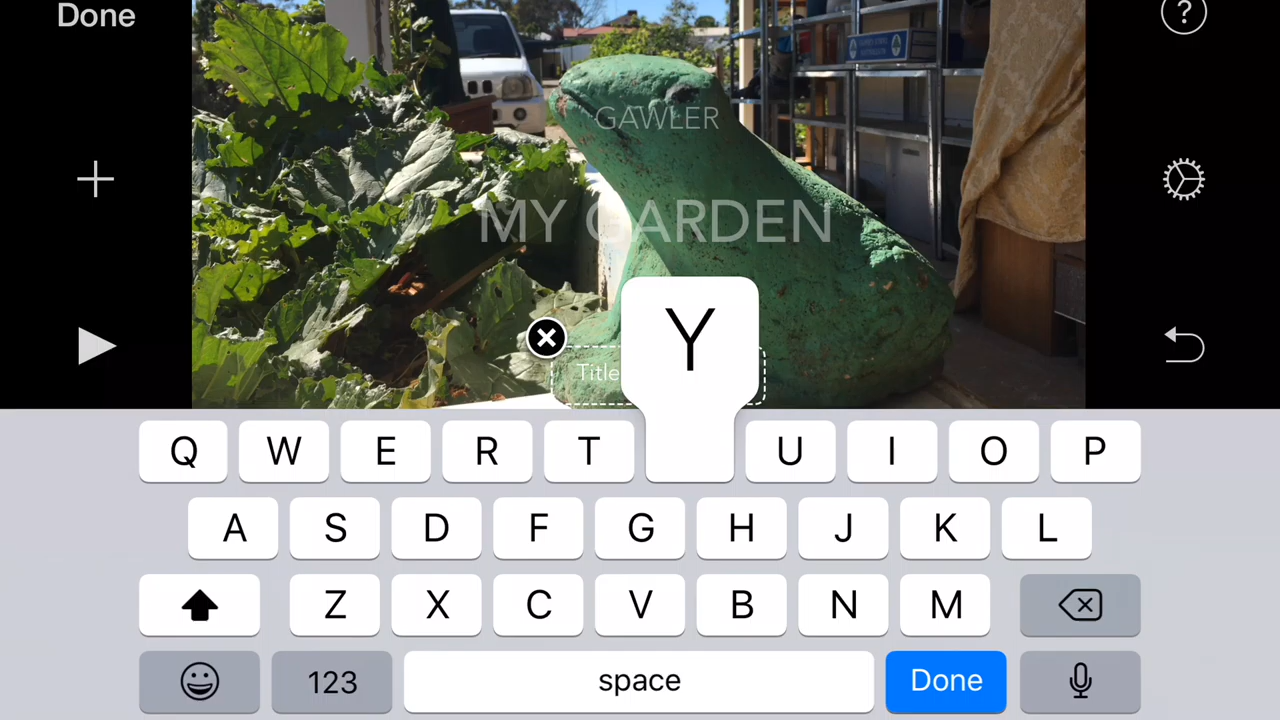 Done
?
GAWLER
MY GARDEN
Title
Y
Q W E R T U I O P
A S D F G H J K L
Z X C V B N M
123 space Done